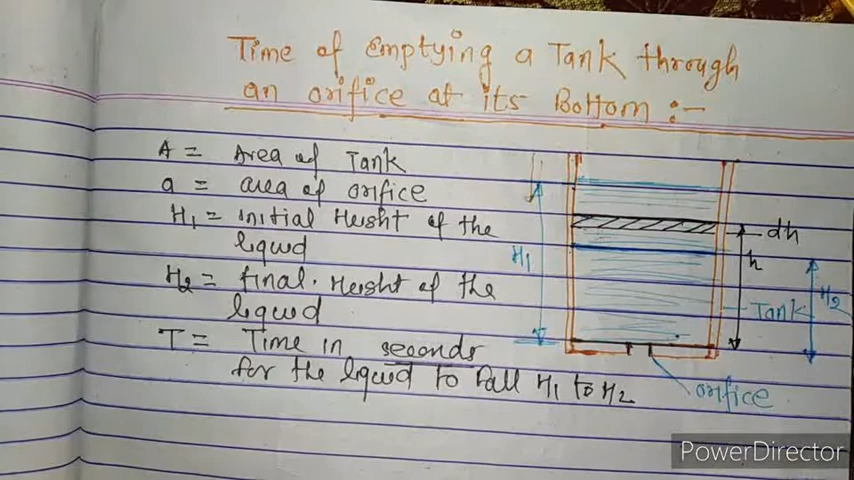 Time of Emptying a Tank through
an orifice at its Bottom :-
A = Area of Tank
a = area of orifice
H1 = initial Height of the
liquid
H2 = final. Height of the
liquid
T = Time in seconds
for the liquid to fall H1 to H2
H1
dh
h
H2
Tank
orifice
PowerDirector